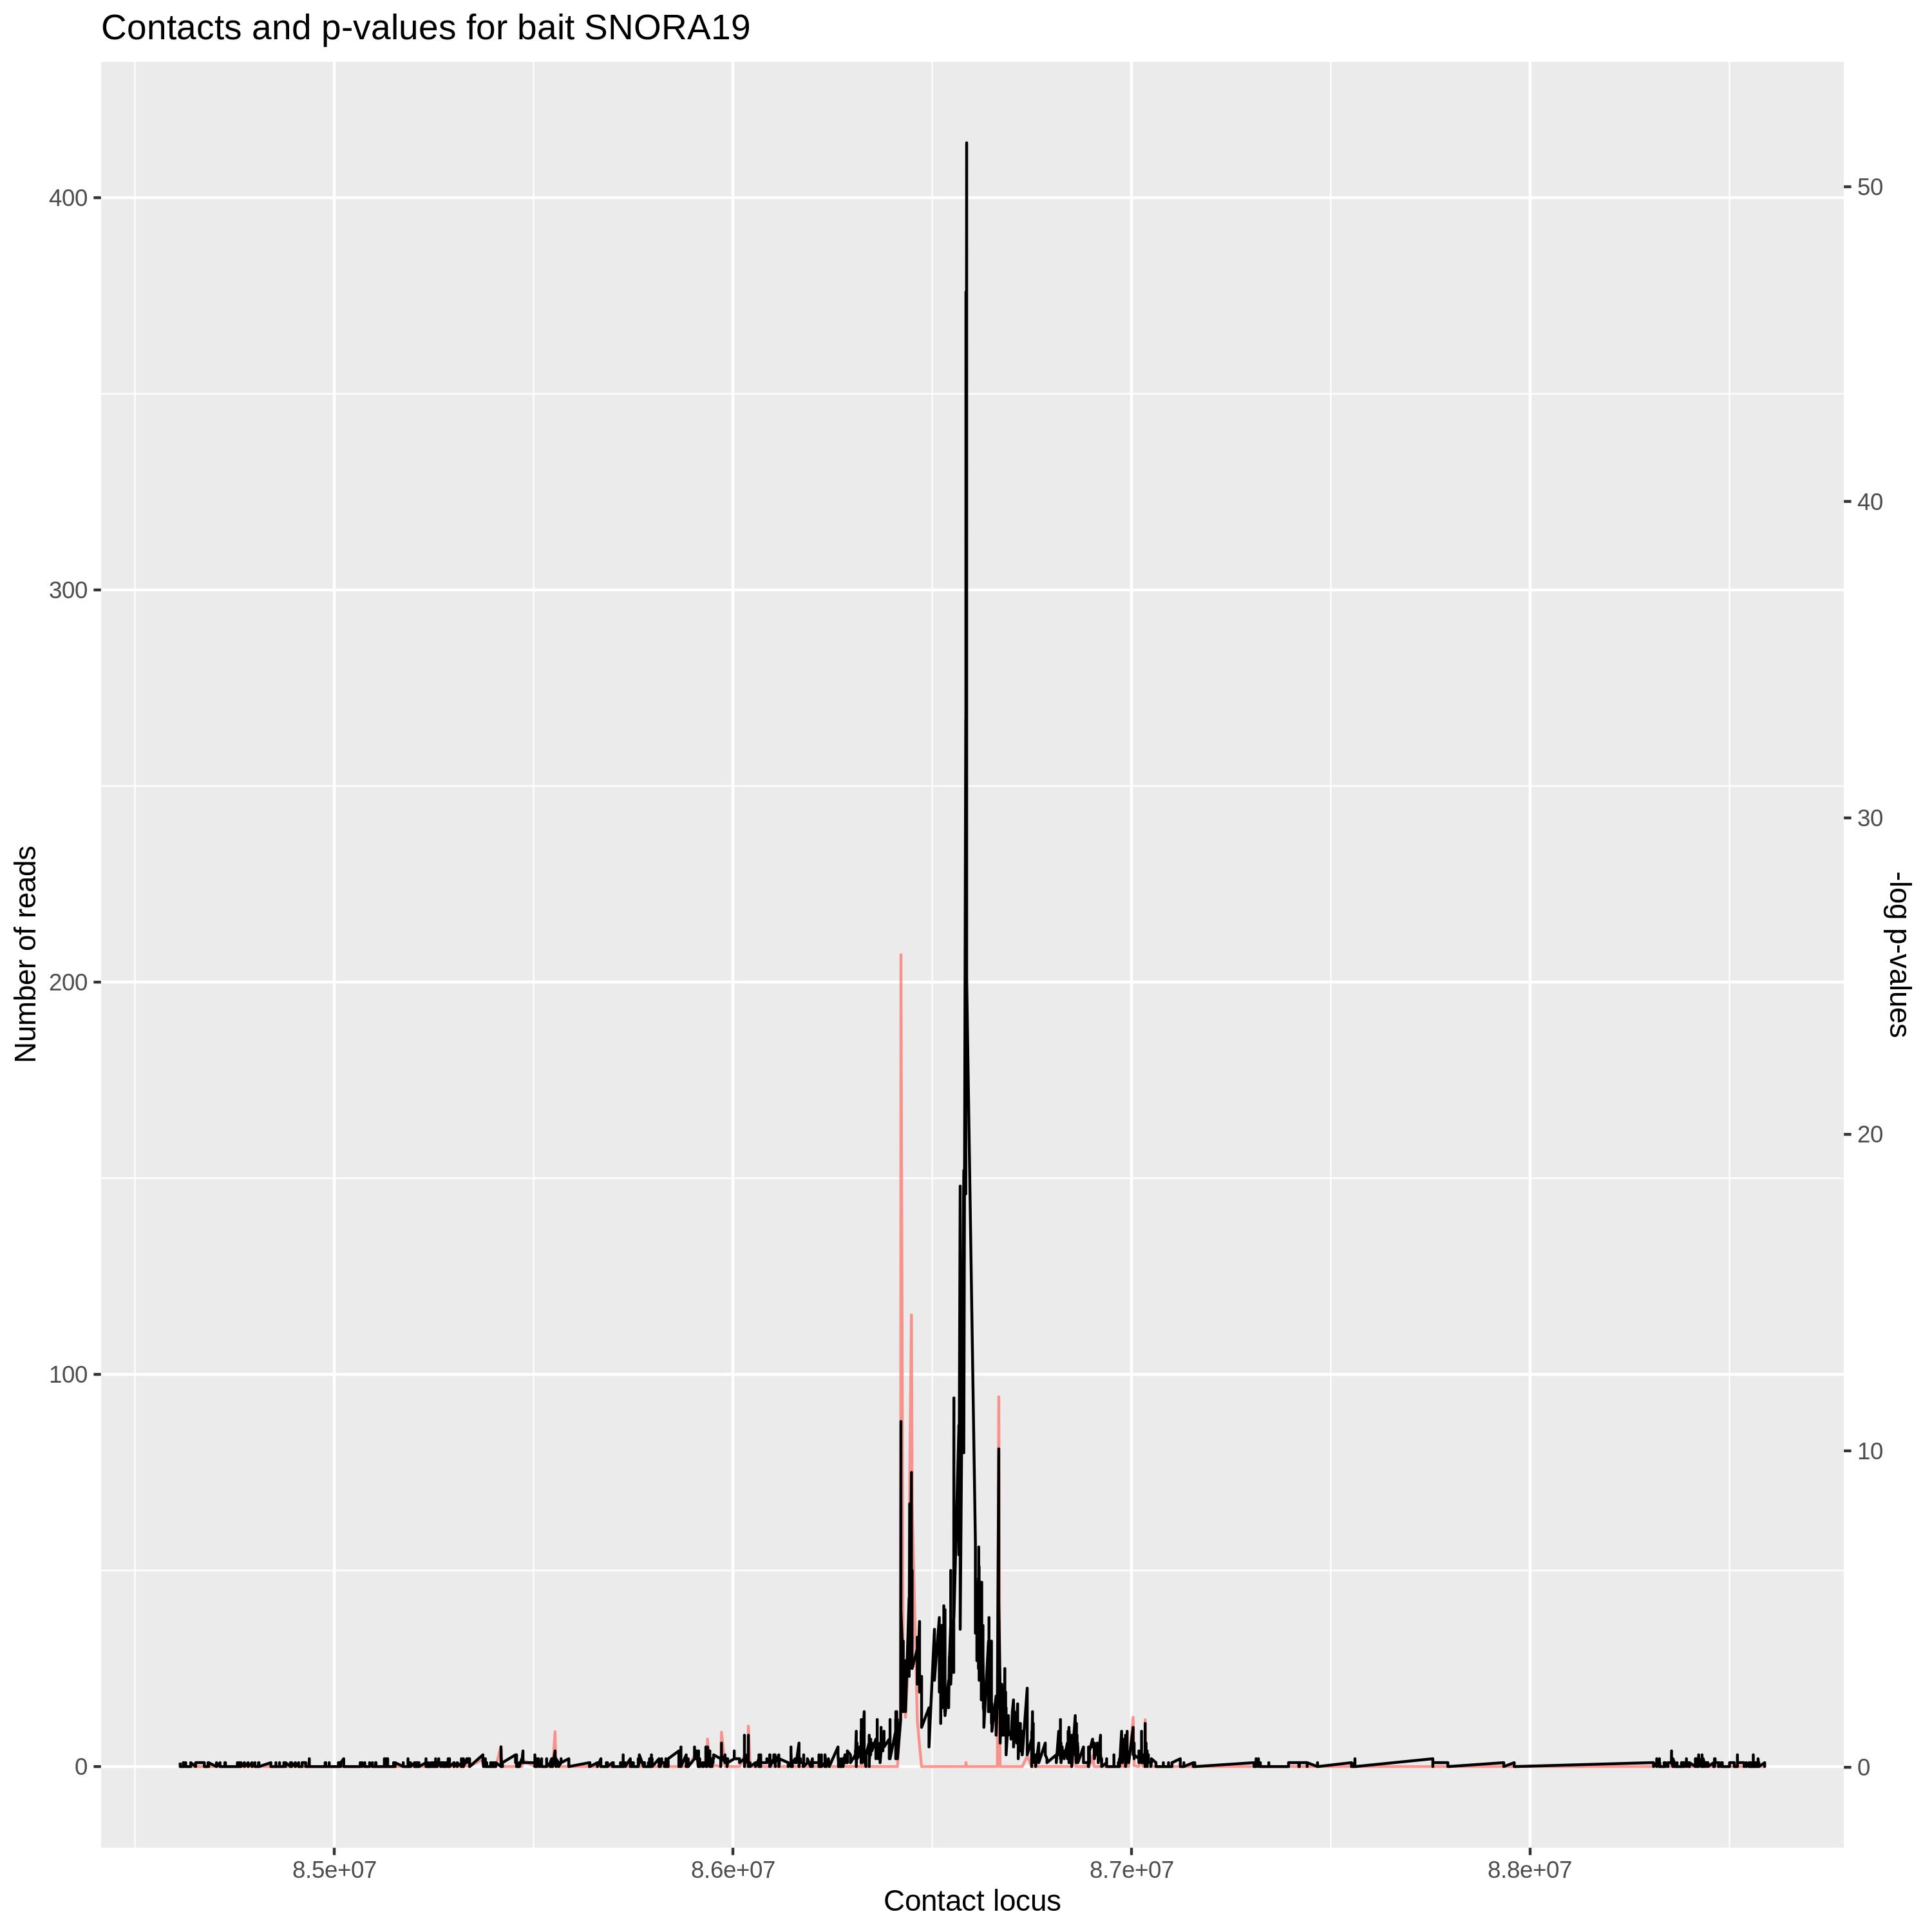 Contacts and p-values for bait SNORA19
400
300
200
100
0
50
40
30
20
10
0
Number of reads
-log p-values
8.5e+07 8.6e+07 8.7e+07 8.8e+07
Contact locus